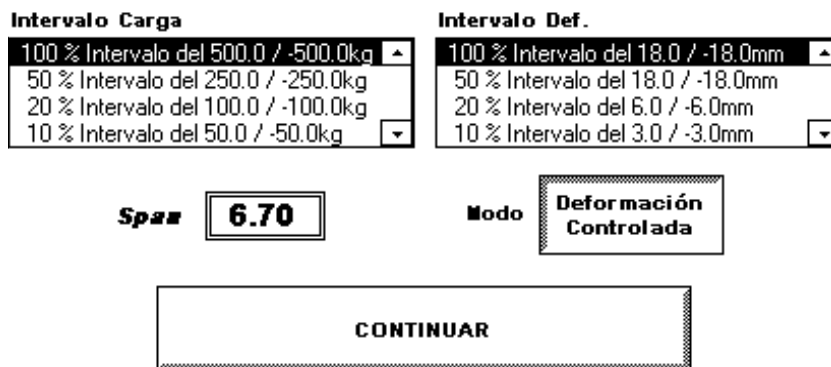 Intervalo Carga
100 % Intervalo del 500.0 / -500.0kg
50 % Intervalo del 250.0 / -250.0kg
20 % Intervalo del 100.0 / -100.0kg
10 % Intervalo del 50.0 / -50.0kg
Intervalo Def.
100 % Intervalo del 18.0 / -18.0mm
50 % Intervalo del 18.0 / -18.0mm
20 % Intervalo del 6.0 / -6.0mm
10 % Intervalo del 3.0 / -3.0mm
Span 6.70
Modo
Deformación
Controlada
CONTINUAR